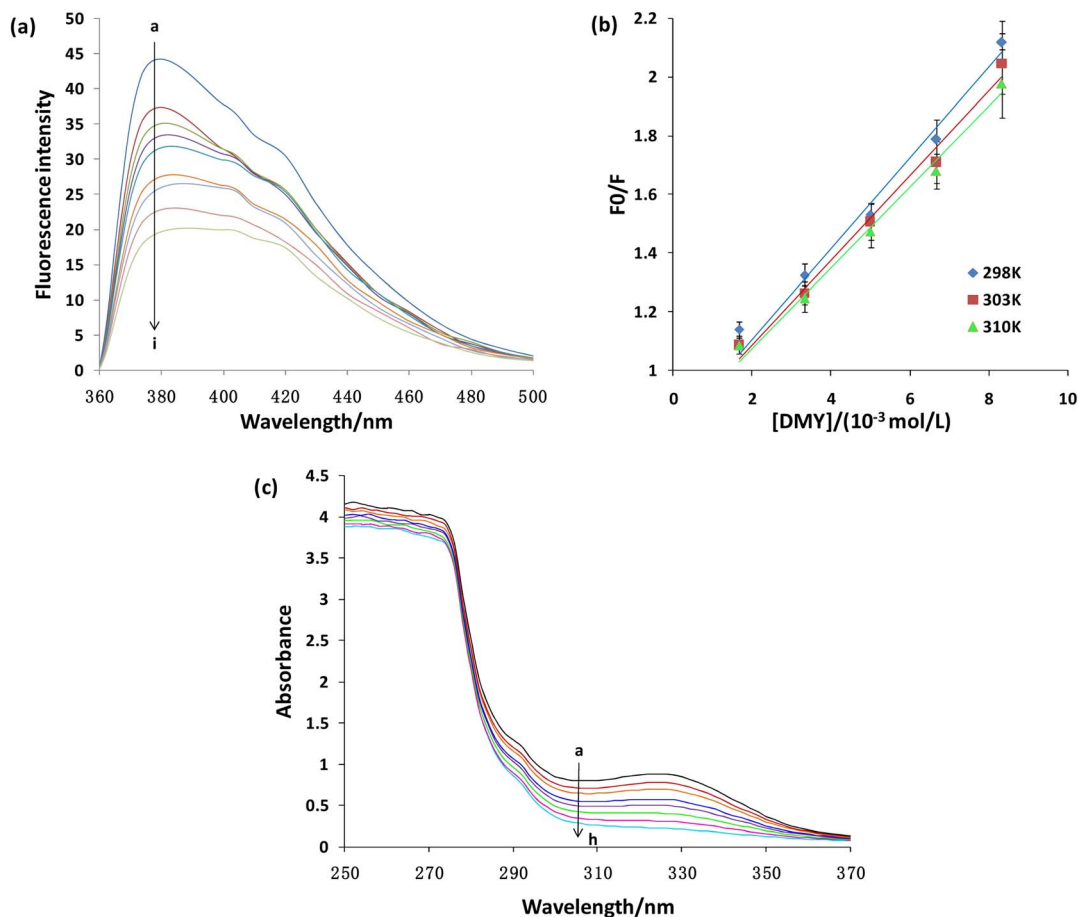 (a)
50
45
40
35
30
25
20
15
10
5
0
a
i
Fluorescence intensity
360 380 400 420 440 460 480 500
Wavelength/nm
(b)
2.2
2
1.8
1.6
1.4
1.2
1
F0/F
298K
303K
310K
0 2 4 6 8 10
[DMY]/(10⁻³ mol/L)
(c)
4.5
4
3.5
3
2.5
2
1.5
1
0.5
0
Absorbance
a
h
250 270 290 310 330 350 370
Wavelength/nm